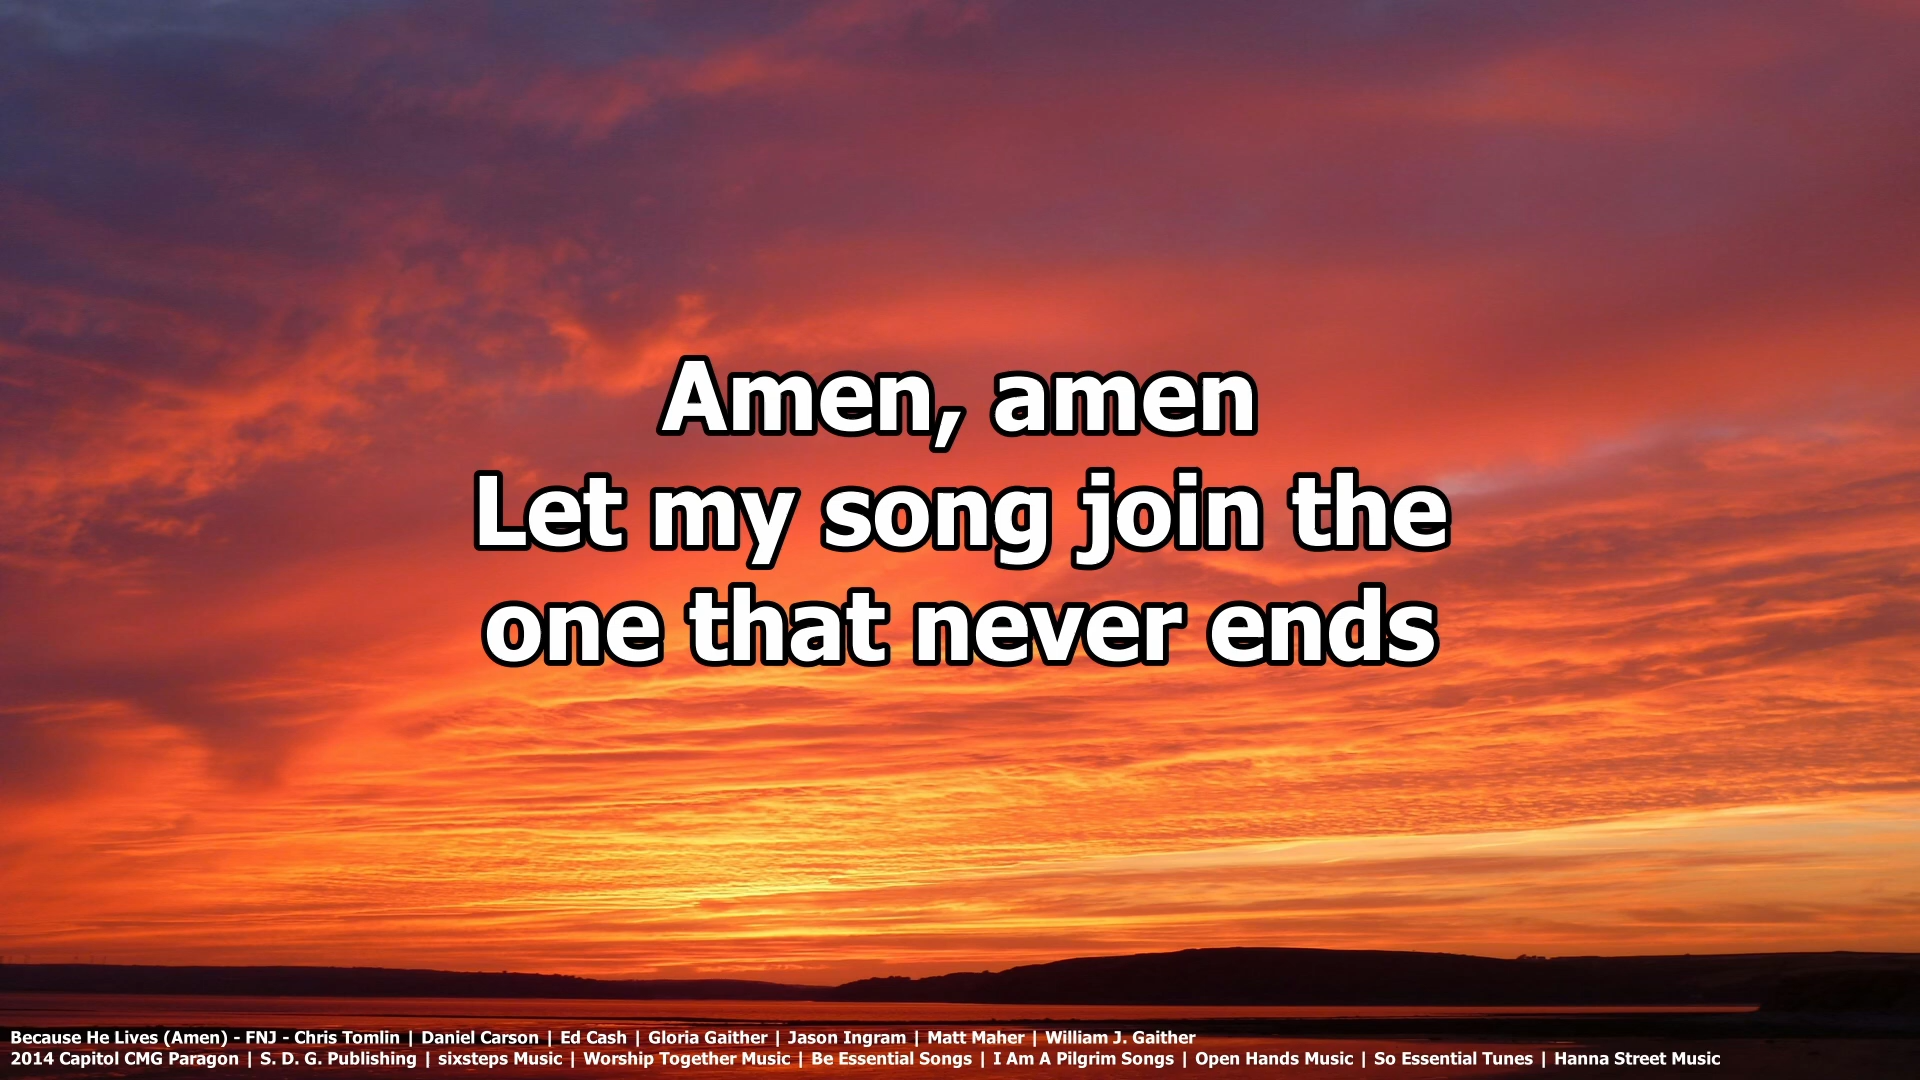 Amen, amen
Let my song join the
one that never ends
Because He Lives (Amen) - FNJ - Chris Tomlin | Daniel Carson | Ed Cash | Gloria Gaither | Jason Ingram | Matt Maher | William J. Gaither
2014 Capitol CMG Paragon | S. D. G. Publishing | sixsteps Music | Worship Together Music | Be Essential Songs | I Am A Pilgrim Songs | Open Hands Music | So Essential Tunes | Hanna Street Music